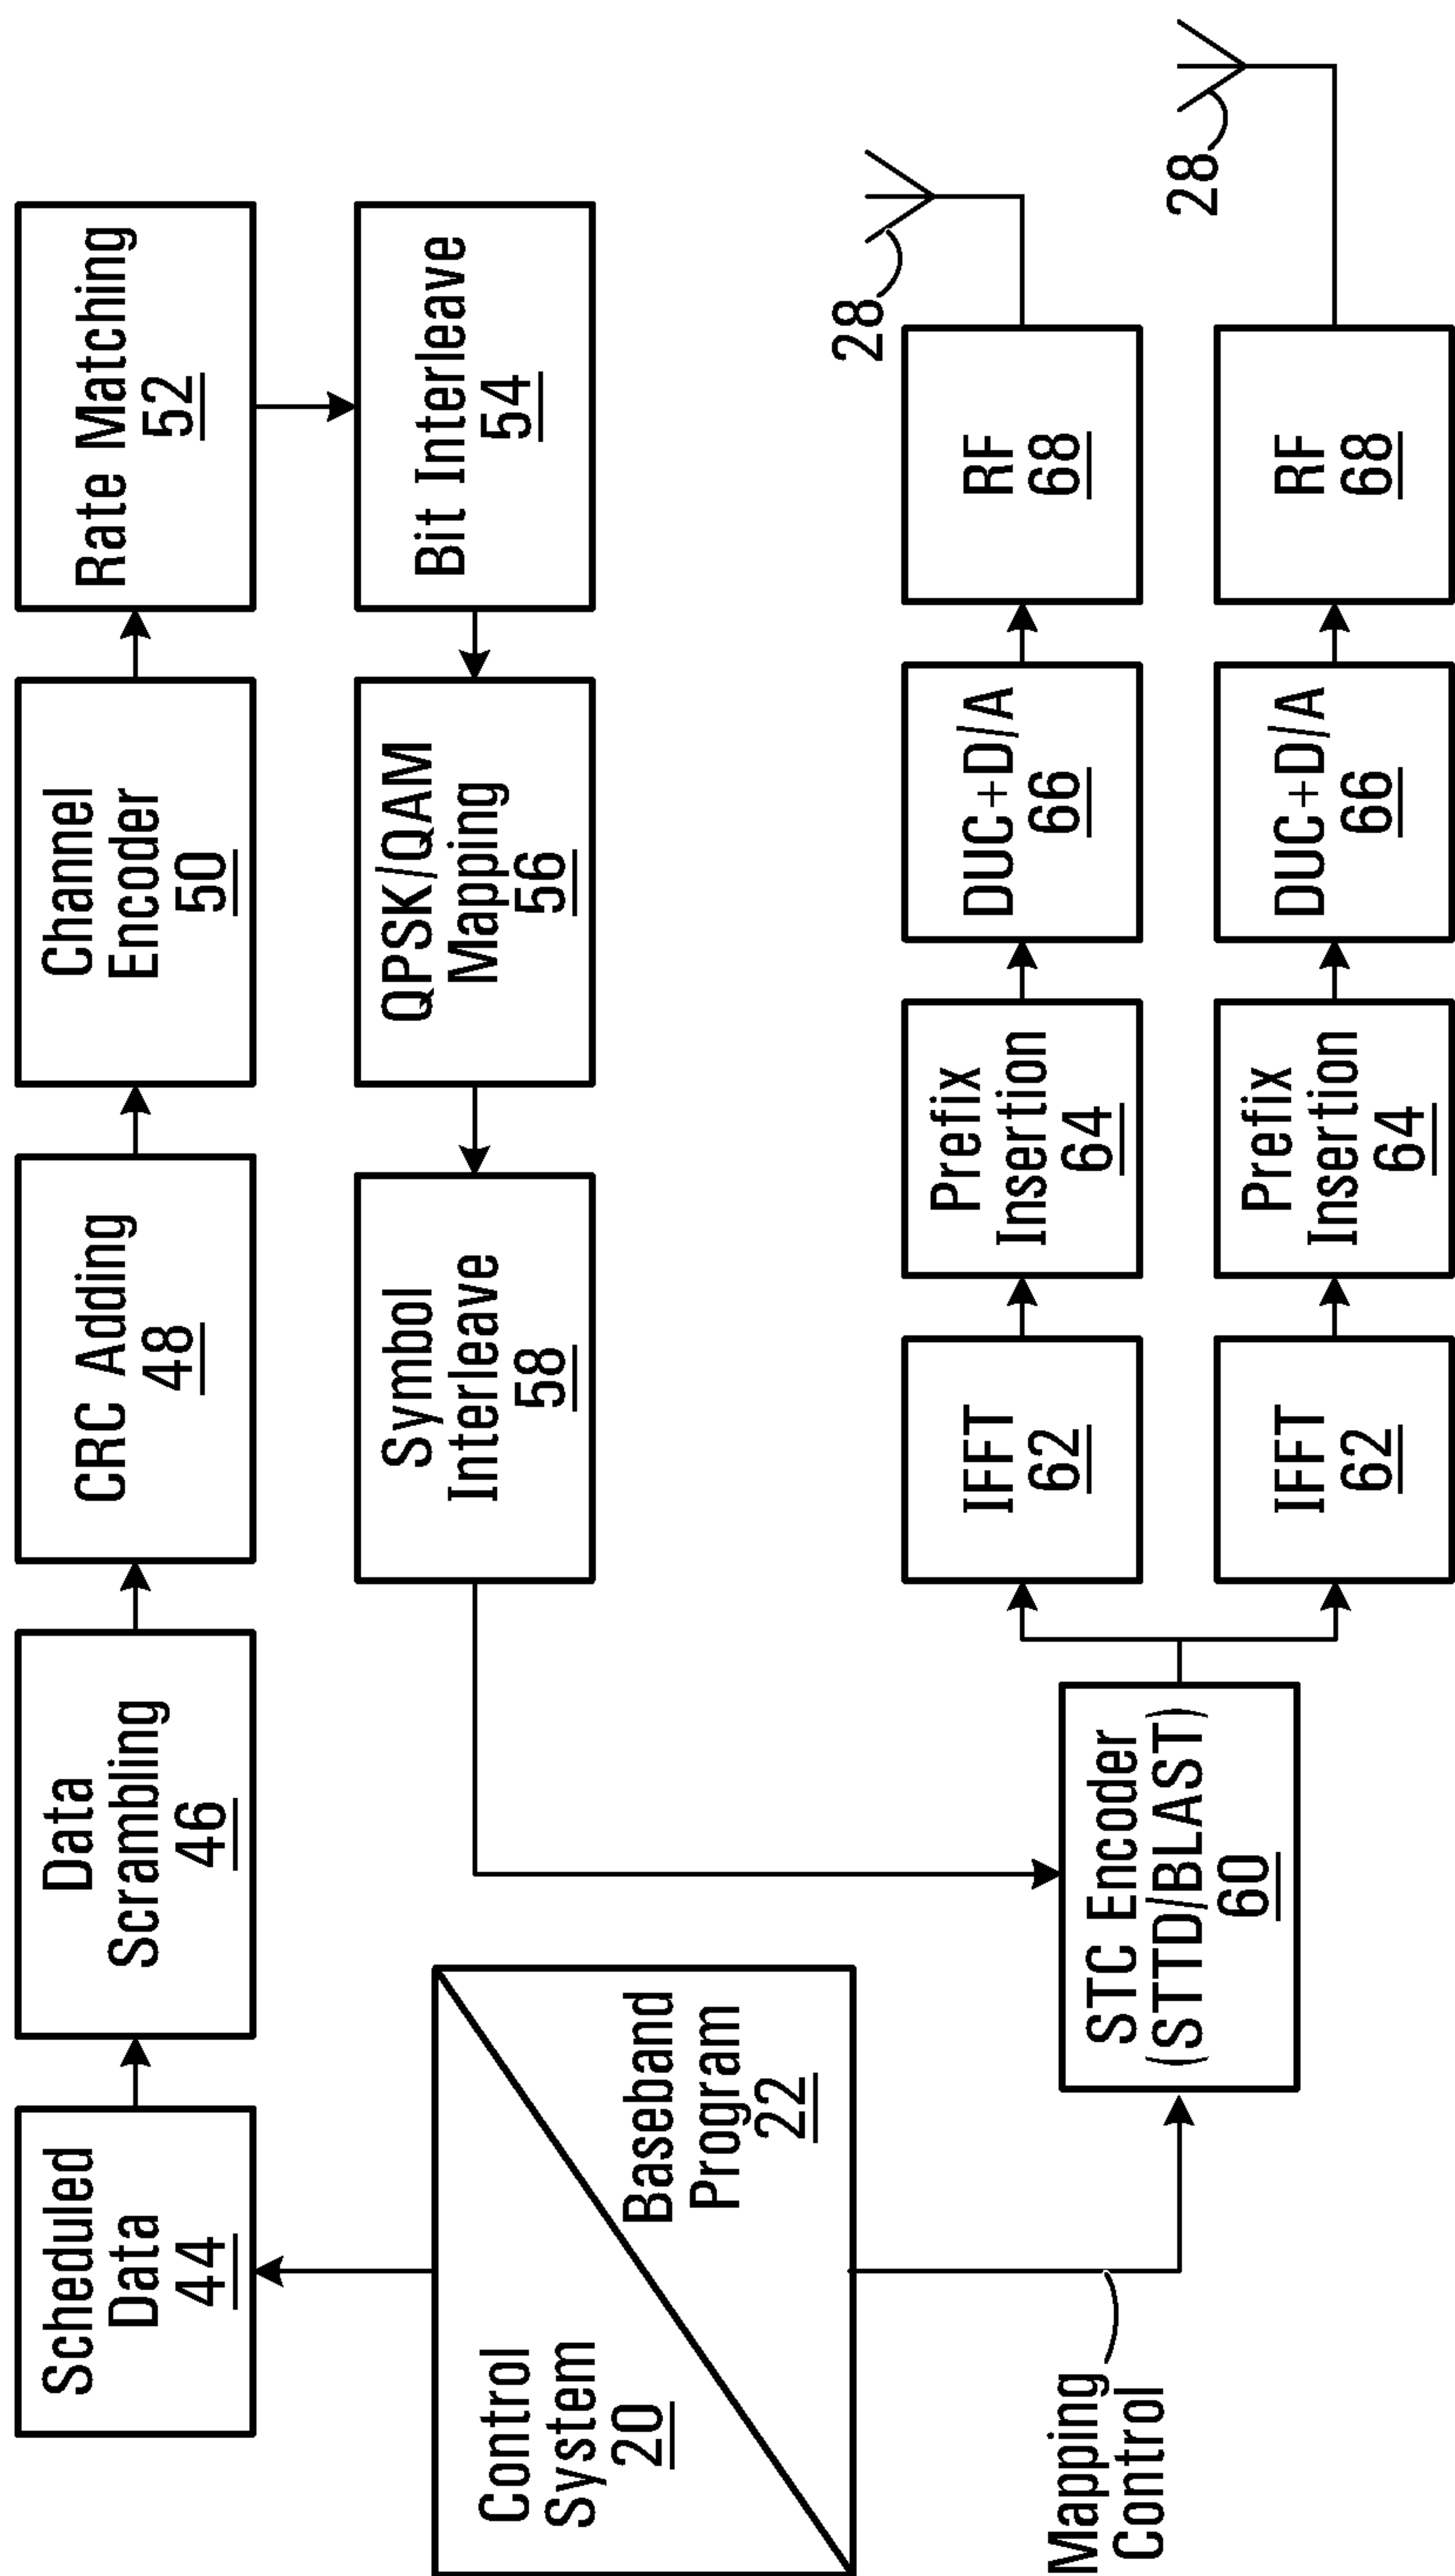 Scheduled
Data
44
Data
Scrambling
46
CRC Adding
48
Channel
Encoder
50
Rate Matching
52
Control
System
20
Baseband
Program
22
Symbol
Interleave
58
QPSK/QAM
Mapping
56
Bit Interleave
54
Mapping
Control
STC Encoder
(STTD/BLAST)
60
IFFT
62
Prefix
Insertion
64
DUC+D/A
66
RF
68
28
IFFT
62
Prefix
Insertion
64
DUC+D/A
66
RF
68
28